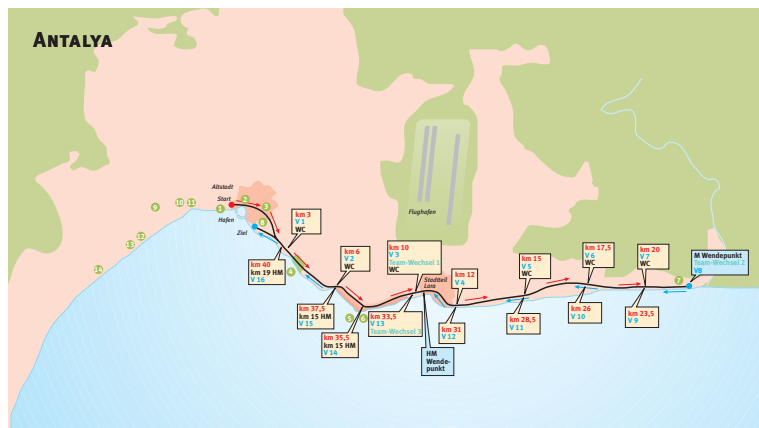 ANTALYA
Altstadt
Start
Hafen
Ziel
1
2
3
8
9
10
11
12
13
14
4
5
6
7
Flughafen
Stadtteil
Lara
km 3
V 1
WC
km 6
V 2
WC
km 10
V 3
Team-Wechsel 1
WC
km 12
V 4
km 15
V 5
WC
km 17,5
V 6
WC
km 20
V 7
WC
M Wendepunkt
Team-Wechsel 2
V8
km 40
km 19 HM
V 16
km 37,5
km 15 HM
V 15
km 35,5
km 15 HM
V 14
km 33,5
V 13
Team-Wechsel 3
HM
Wende-
punkt
km 31
V 12
km 28,5
V 11
km 26
V 10
km 23,5
V 9